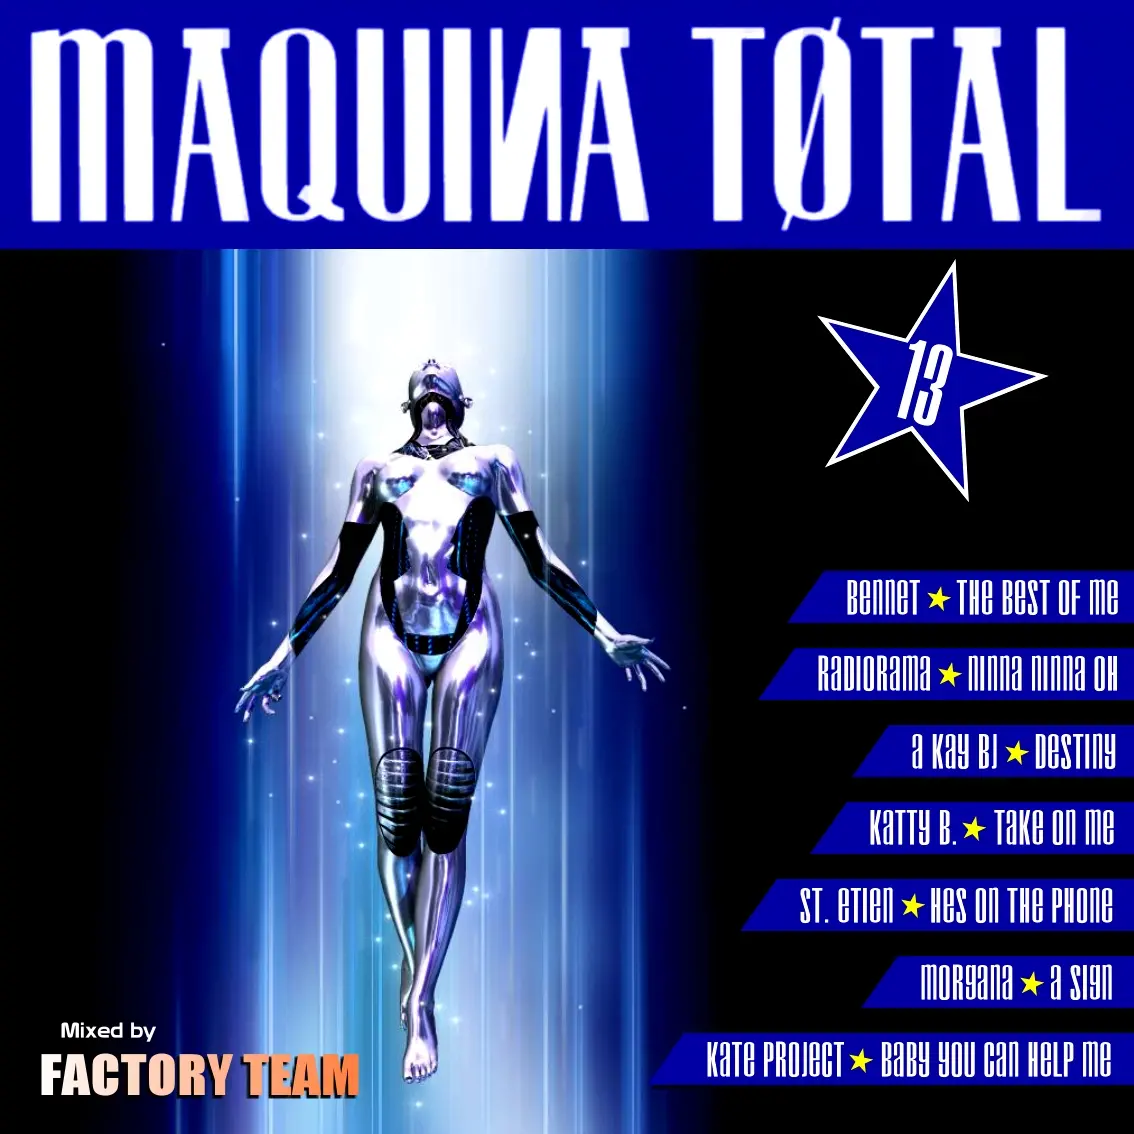 MAQUINA TØTAL
13
BENNET ★ THE BEST OF ME
RADIORAMA ★ NINNA NINNA OH
A KAY BJ ★ DESTINY
KATTY B. ★ TAKE ON ME
ST. ETIEN ★ HES ON THE PHONE
MORGANA ★ A SIGN
KATE PROJECT ★ BABY YOU CAN HELP ME
Mixed by
FACTORY TEAM